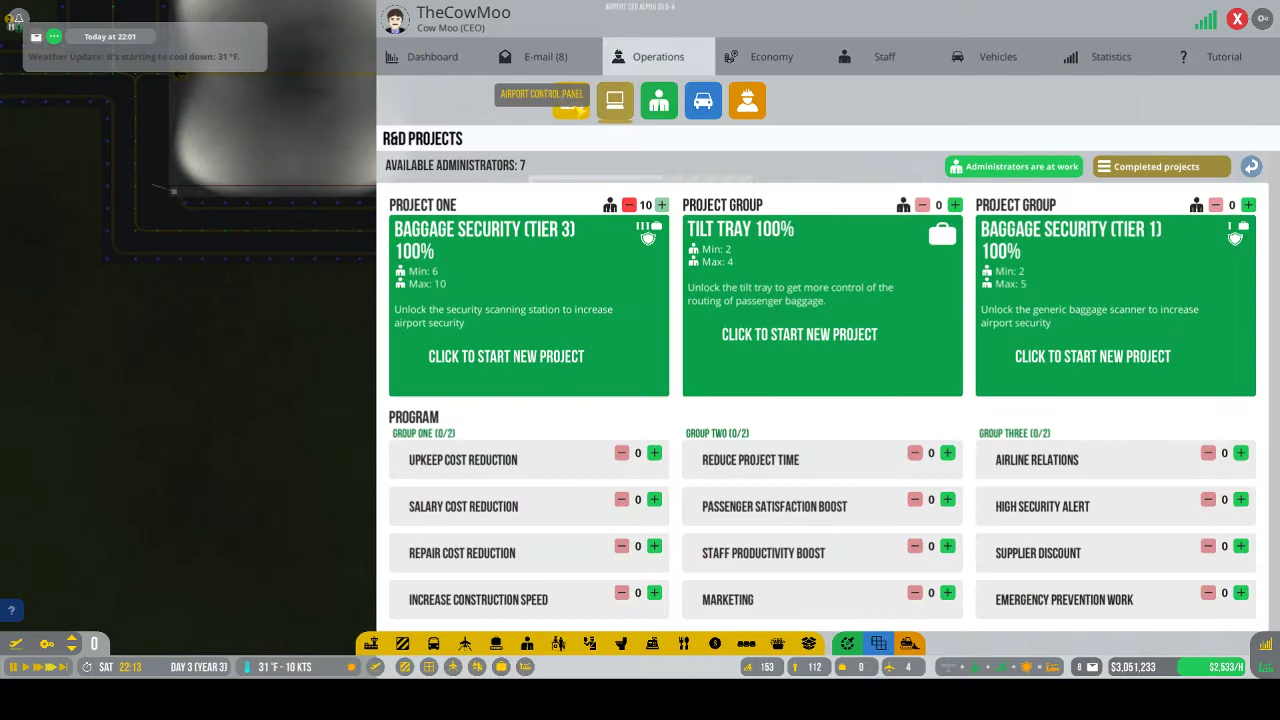 AIRPORT CEO ALPHA 35.9-4
TheCowMoo
Cow Moo (CEO)
Today at 22:01
Weather Update: It's starting to cool down: 31 °F.
Dashboard
E-mail (8)
Operations
Economy
Staff
Vehicles
Statistics
? Tutorial
AIRPORT CONTROL PANEL
R&D PROJECTS
AVAILABLE ADMINISTRATORS: 7
Administrators are at work
Completed projects
PROJECT ONE
− 10 +
PROJECT GROUP
− 0 +
PROJECT GROUP
− 0 +
BAGGAGE SECURITY (TIER 3)
100%
Min: 6
Max: 10
Unlock the security scanning station to increase
airport security
CLICK TO START NEW PROJECT
TILT TRAY 100%
Min: 2
Max: 4
Unlock the tilt tray to get more control of the
routing of passenger baggage.
CLICK TO START NEW PROJECT
BAGGAGE SECURITY (TIER 1)
100%
Min: 2
Max: 5
Unlock the generic baggage scanner to increase
airport security
CLICK TO START NEW PROJECT
PROGRAM
GROUP ONE (0/2)
GROUP TWO (0/2)
GROUP THREE (0/2)
UPKEEP COST REDUCTION − 0 +
REDUCE PROJECT TIME − 0 +
AIRLINE RELATIONS − 0 +
SALARY COST REDUCTION − 0 +
PASSENGER SATISFACTION BOOST − 0 +
HIGH SECURITY ALERT − 0 +
REPAIR COST REDUCTION − 0 +
STAFF PRODUCTIVITY BOOST − 0 +
SUPPLIER DISCOUNT − 0 +
INCREASE CONSTRUCTION SPEED − 0 +
MARKETING − 0 +
EMERGENCY PREVENTION WORK − 0 +
?
0
SAT 22:13
DAY 3 (YEAR 3)
31 °F - 10 KTS
153
112
0
4
8
$3,051,233
$2,533/H